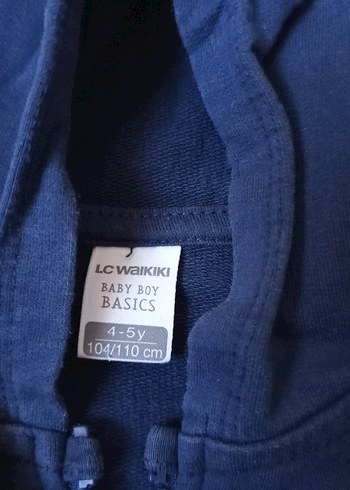 LC WAIKIKI
BABY BOY
BASICS
4-5y
104/110 cm